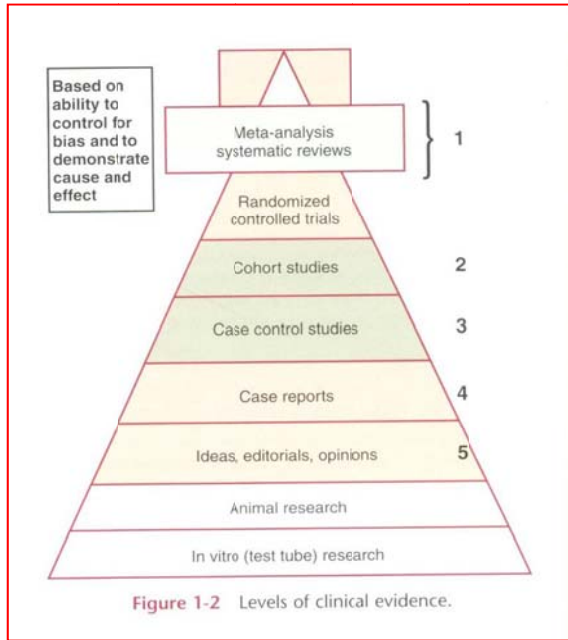 Based on
ability to
control for
bias and to
demonstrate
cause and
effect
Meta-analysis
systematic reviews
1
Randomized
controlled trials
Cohort studies
2
Case control studies
3
Case reports
4
Ideas, editorials, opinions
5
Animal research
In vitro (test tube) research
Figure 1-2 Levels of clinical evidence.